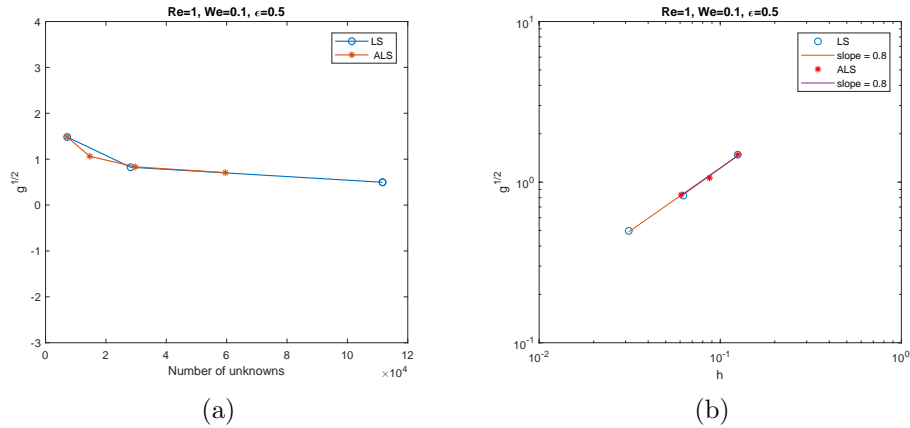 Re=1, We=0.1, ϵ=0.5
4
3
2
1
0
-1
-2
-3
g^{1/2}
0 2 4 6 8 10 12
×10^4
Number of unknowns
LS
ALS
(a)
Re=1, We=0.1, ϵ=0.5
10^1
10^0
10^{-1}
g^{1/2}
10^{-2} 10^{-1} 10^0
h
LS
slope = 0.8
ALS
slope = 0.8
(b)